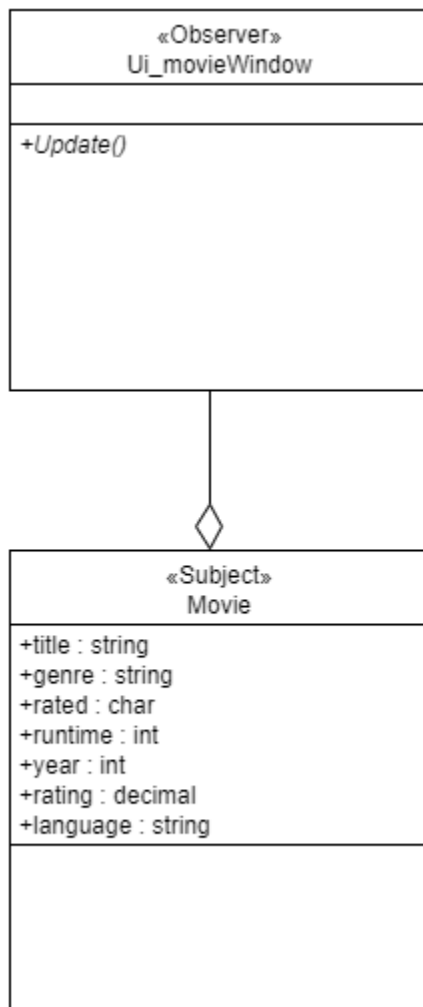 «Observer»
Ui_movieWindow
+Update()
«Subject»
Movie
+title : string
+genre : string
+rated : char
+runtime : int
+year : int
+rating : decimal
+language : string